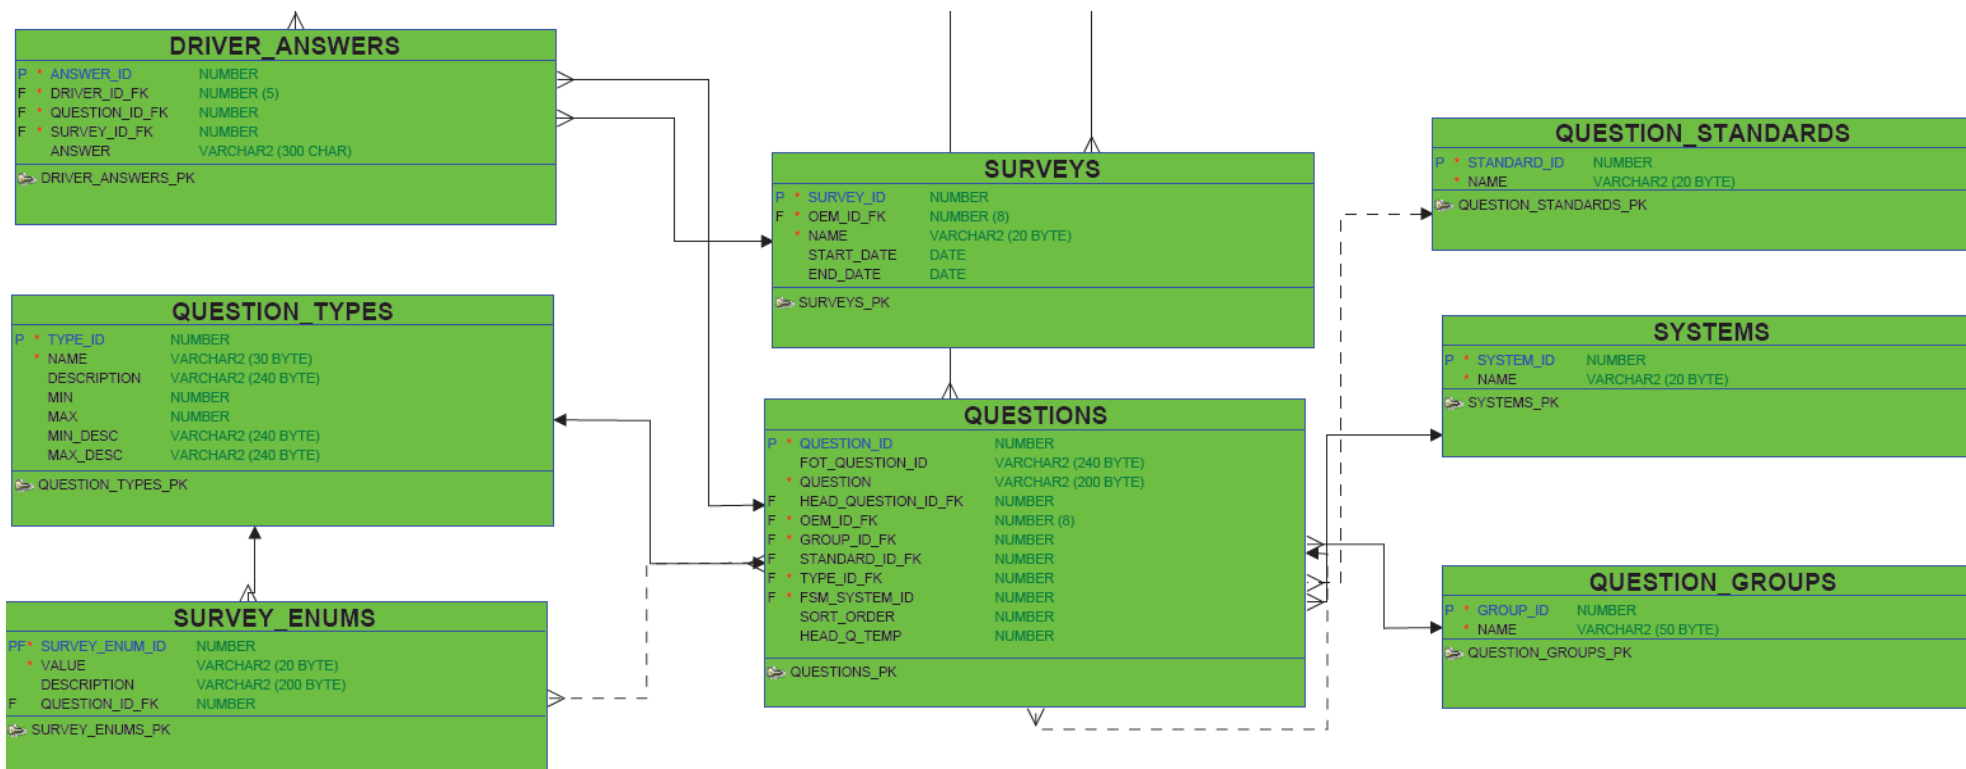 DRIVER_ANSWERS
P * ANSWER_ID NUMBER
F * DRIVER_ID_FK NUMBER (5)
F * QUESTION_ID_FK NUMBER
F * SURVEY_ID_FK NUMBER
ANSWER VARCHAR2 (300 CHAR)
DRIVER_ANSWERS_PK
SURVEYS
P * SURVEY_ID NUMBER
F * OEM_ID_FK NUMBER (8)
* NAME VARCHAR2 (20 BYTE)
START_DATE DATE
END_DATE DATE
SURVEYS_PK
QUESTION_STANDARDS
P * STANDARD_ID NUMBER
* NAME VARCHAR2 (20 BYTE)
QUESTION_STANDARDS_PK
QUESTION_TYPES
P * TYPE_ID NUMBER
* NAME VARCHAR2 (30 BYTE)
DESCRIPTION VARCHAR2 (240 BYTE)
MIN NUMBER
MAX NUMBER
MIN_DESC VARCHAR2 (240 BYTE)
MAX_DESC VARCHAR2 (240 BYTE)
QUESTION_TYPES_PK
SYSTEMS
P * SYSTEM_ID NUMBER
* NAME VARCHAR2 (20 BYTE)
SYSTEMS_PK
QUESTIONS
P * QUESTION_ID NUMBER
FOT_QUESTION_ID VARCHAR2 (240 BYTE)
* QUESTION VARCHAR2 (200 BYTE)
F HEAD_QUESTION_ID_FK NUMBER
F * OEM_ID_FK NUMBER (8)
F * GROUP_ID_FK NUMBER
F STANDARD_ID_FK NUMBER
F * TYPE_ID_FK NUMBER
F * FSM_SYSTEM_ID NUMBER
SORT_ORDER NUMBER
HEAD_Q_TEMP NUMBER
QUESTIONS_PK
QUESTION_GROUPS
P * GROUP_ID NUMBER
* NAME VARCHAR2 (50 BYTE)
QUESTION_GROUPS_PK
SURVEY_ENUMS
PF* SURVEY_ENUM_ID NUMBER
* VALUE VARCHAR2 (20 BYTE)
DESCRIPTION VARCHAR2 (200 BYTE)
F QUESTION_ID_FK NUMBER
SURVEY_ENUMS_PK